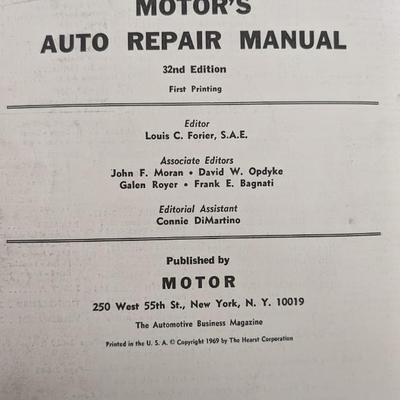 MOTOR'S
AUTO REPAIR MANUAL
32nd Edition
First Printing
Editor
Louis C. Forier, S.A.E.
Associate Editors
John F. Moran • David W. Opdyke
Galen Royer • Frank E. Bagnati
Editorial Assistant
Connie DiMartino
Published by
MOTOR
250 West 55th St., New York, N. Y. 10019
The Automotive Business Magazine
Printed in the U. S. A. © Copyright 1969 by The Hearst Corporation